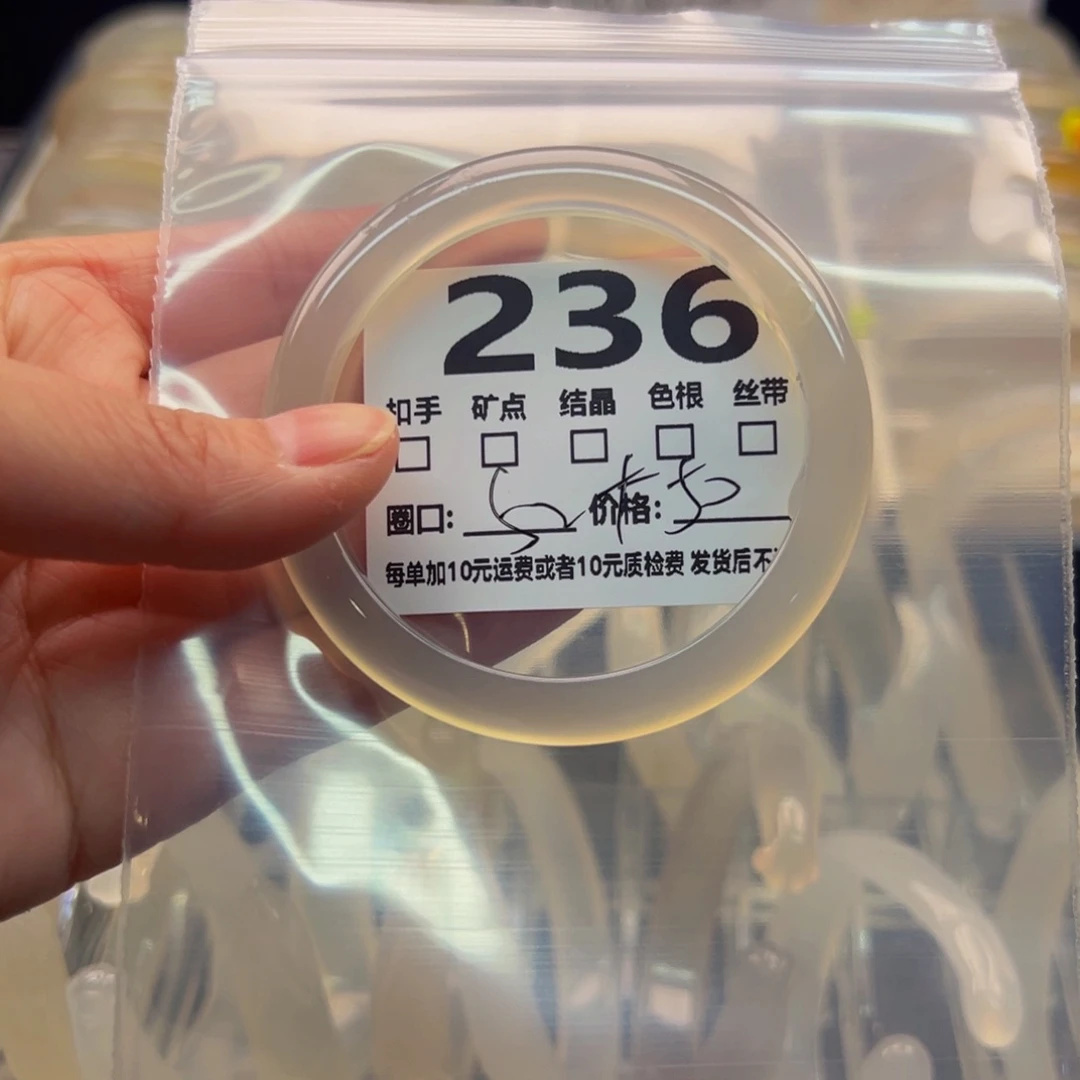 236
扣手 矿点 结晶 色根 丝带
圈口: 价格:
每单加10元运费或者10元质检费 发货后不